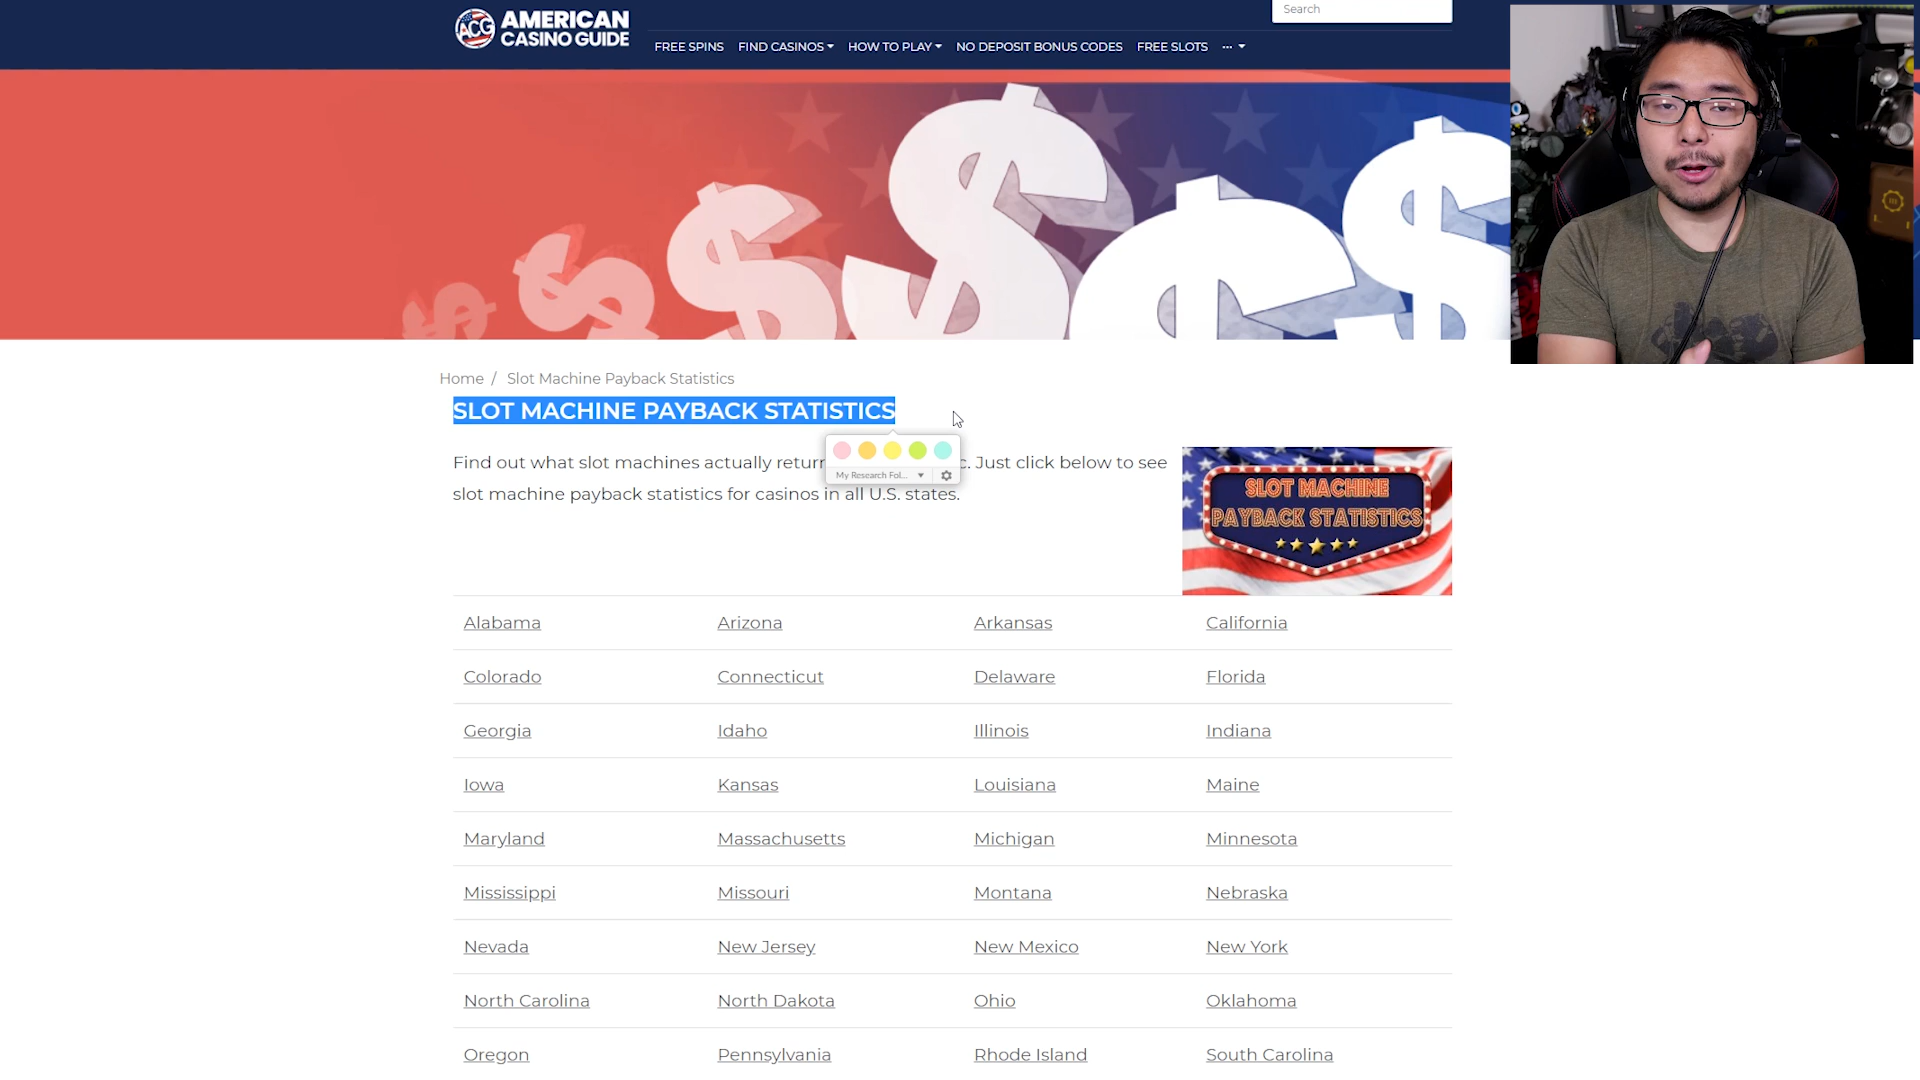 ACG AMERICAN CASINO GUIDE
Search
FREE SPINS FIND CASINOS HOW TO PLAY NO DEPOSIT BONUS CODES FREE SLOTS ...
Home / Slot Machine Payback Statistics
SLOT MACHINE PAYBACK STATISTICS
Find out what slot machines actually retur c. Just click below to see
My Research Fol...
slot machine payback statistics for casinos in all U.S. states.
SLOT MACHINE
PAYBACK STATISTICS
Alabama Arizona Arkansas California
Colorado Connecticut Delaware Florida
Georgia Idaho Illinois Indiana
Iowa Kansas Louisiana Maine
Maryland Massachusetts Michigan Minnesota
Mississippi Missouri Montana Nebraska
Nevada New Jersey New Mexico New York
North Carolina North Dakota Ohio Oklahoma
Oregon Pennsylvania Rhode Island South Carolina